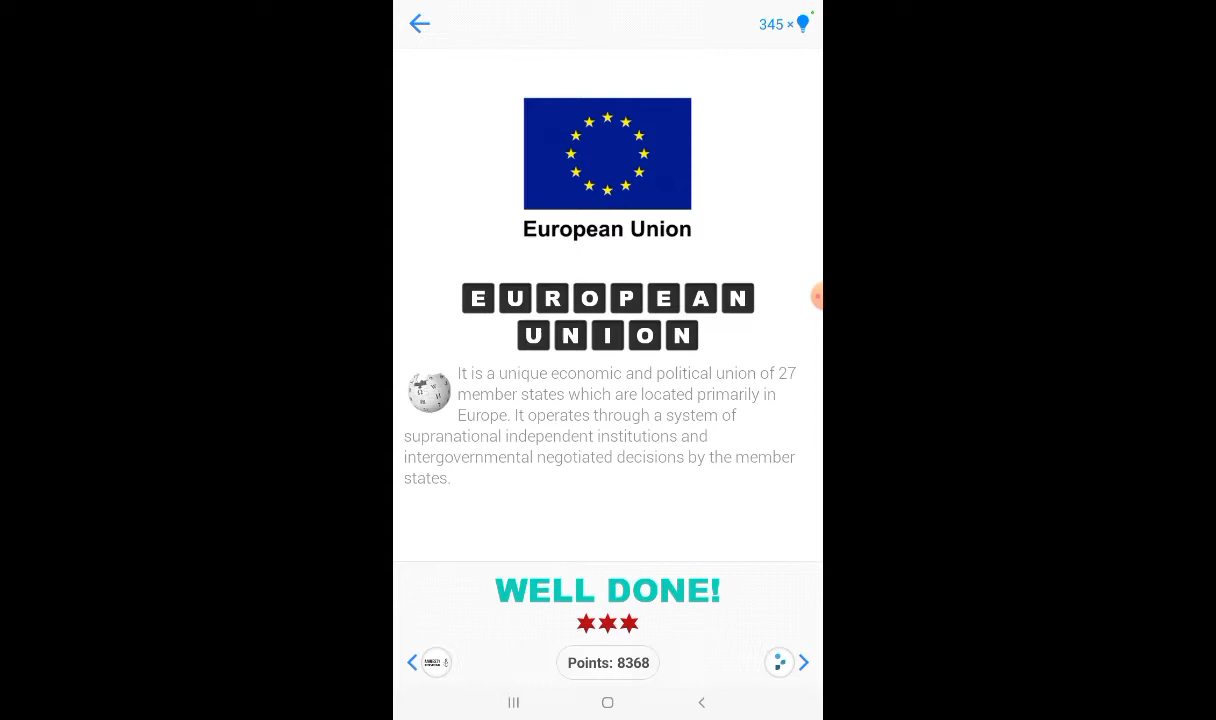 345 ×
European Union
EUROPEAN
UNION
It is a unique economic and political union of 27
member states which are located primarily in
Europe. It operates through a system of
supranational independent institutions and
intergovernmental negotiated decisions by the member
states.
WELL DONE!
AMNESTY
Points: 8368